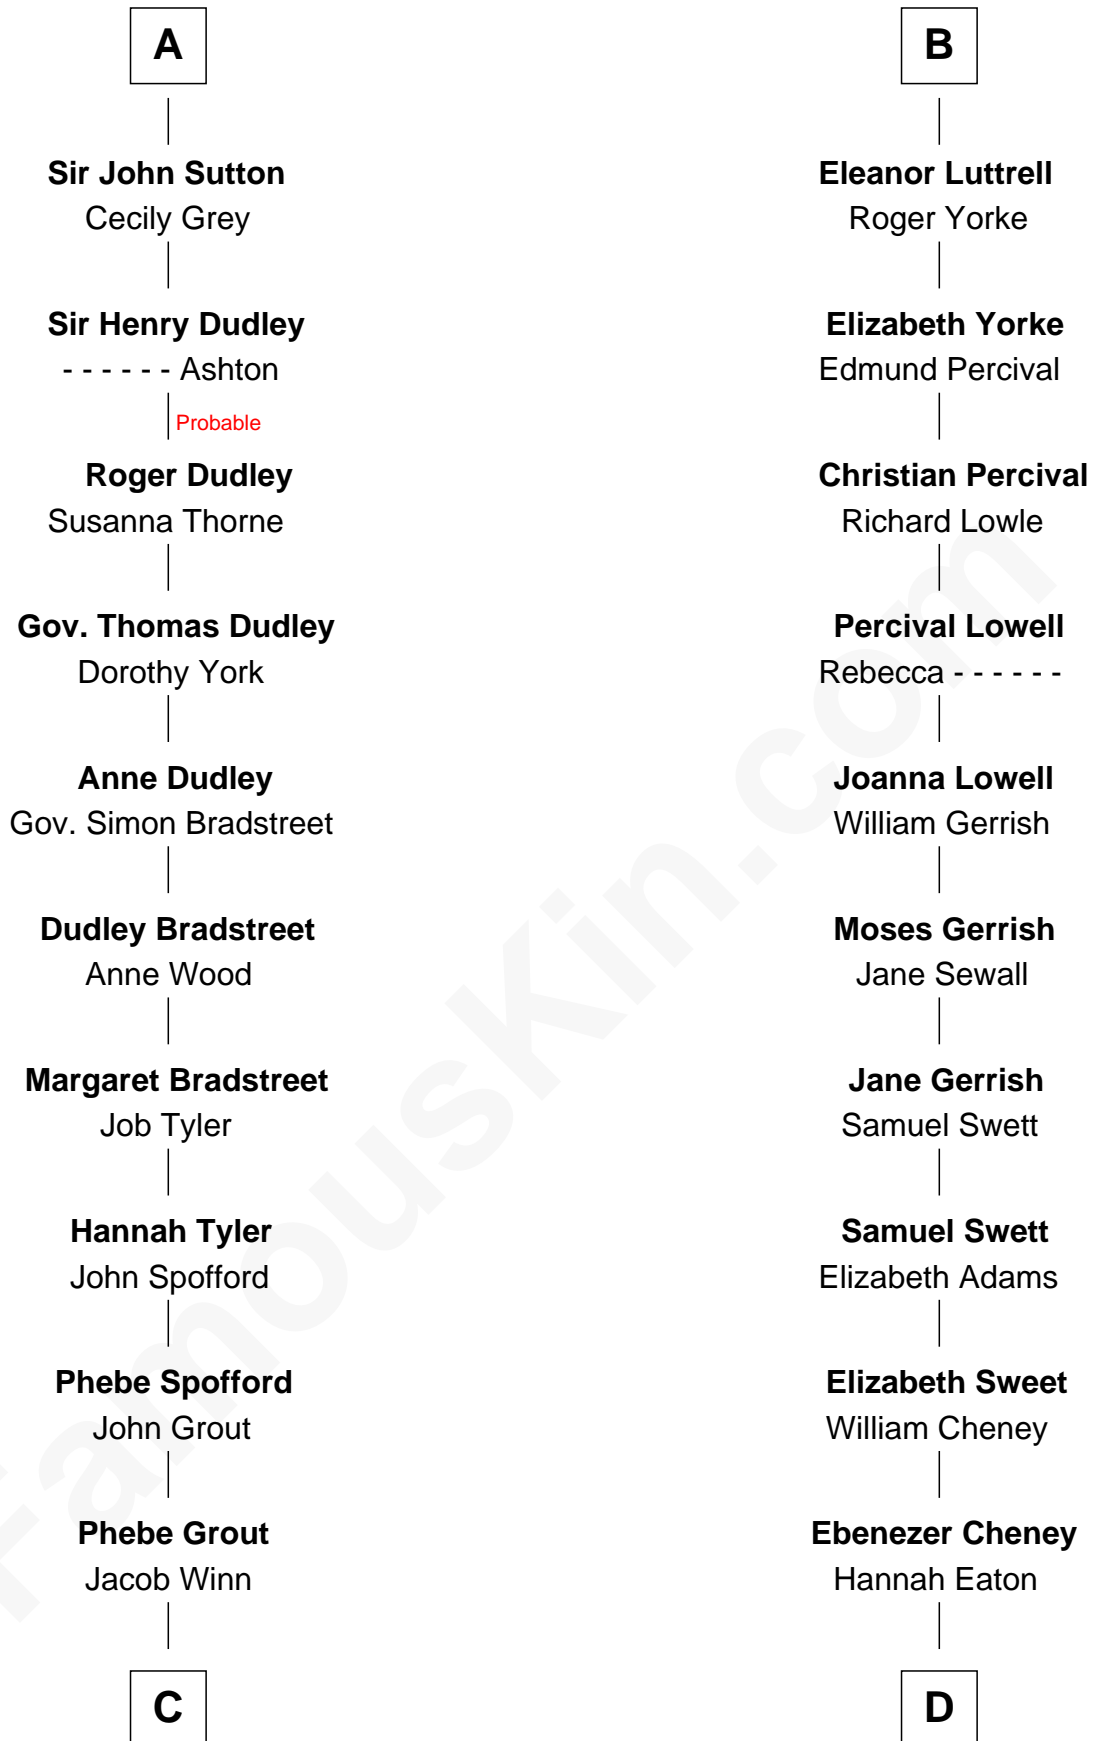 A
Sir John Sutton
Cecily Grey
Sir Henry Dudley
- - - - - - Ashton
Probable
Roger Dudley
Susanna Thorne
Gov. Thomas Dudley
Dorothy York
Anne Dudley
Gov. Simon Bradstreet
Dudley Bradstreet
Anne Wood
Margaret Bradstreet
Job Tyler
Hannah Tyler
John Spofford
Phebe Spofford
John Grout
Phebe Grout
Jacob Winn
C
B
Eleanor Luttrell
Roger Yorke
Elizabeth Yorke
Edmund Percival
Christian Percival
Richard Lowle
Percival Lowell
Rebecca - - - - - -
Joanna Lowell
William Gerrish
Moses Gerrish
Jane Sewall
Jane Gerrish
Samuel Swett
Samuel Swett
Elizabeth Adams
Elizabeth Sweet
William Cheney
Ebenezer Cheney
Hannah Eaton
D
FamousKin.com